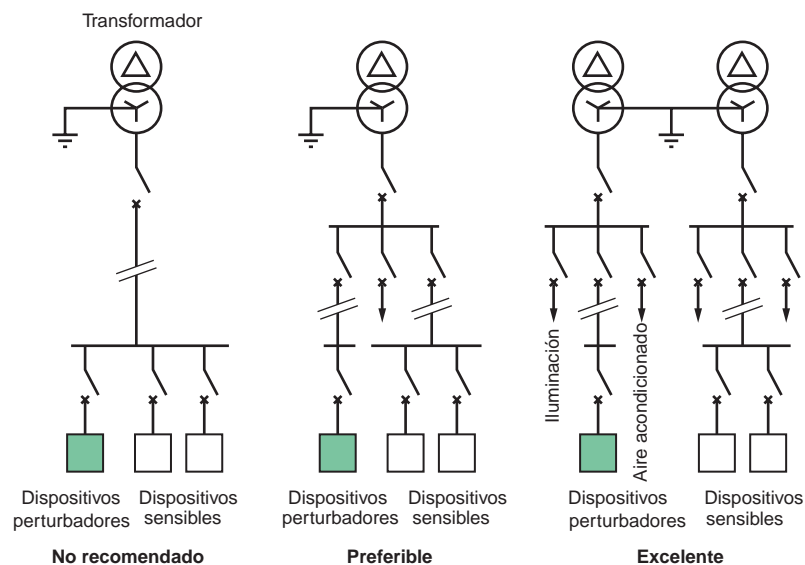 Transformador
Iluminación
Aire acondicionado
Dispositivos
perturbadores
Dispositivos
sensibles
Dispositivos
perturbadores
Dispositivos
sensibles
Dispositivos
perturbadores
Dispositivos
sensibles
No recomendado
Preferible
Excelente